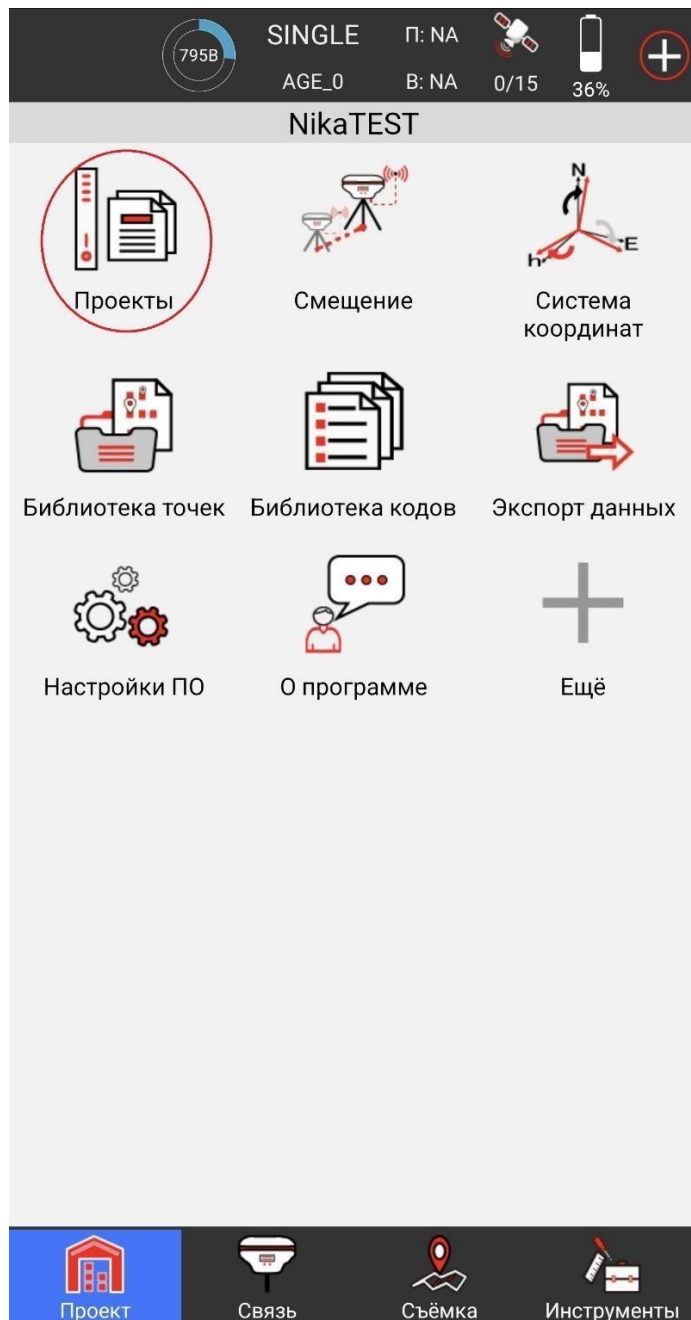 795B
SINGLE
П: NA
AGE_0
В: NA
0/15
36%
NikaTEST
N
E
h
Проекты
Смещение
Система
координат
Библиотека точек
Библиотека кодов
Экспорт данных
Настройки ПО
О программе
Ещё
Проект
Связь
Съёмка
Инструменты